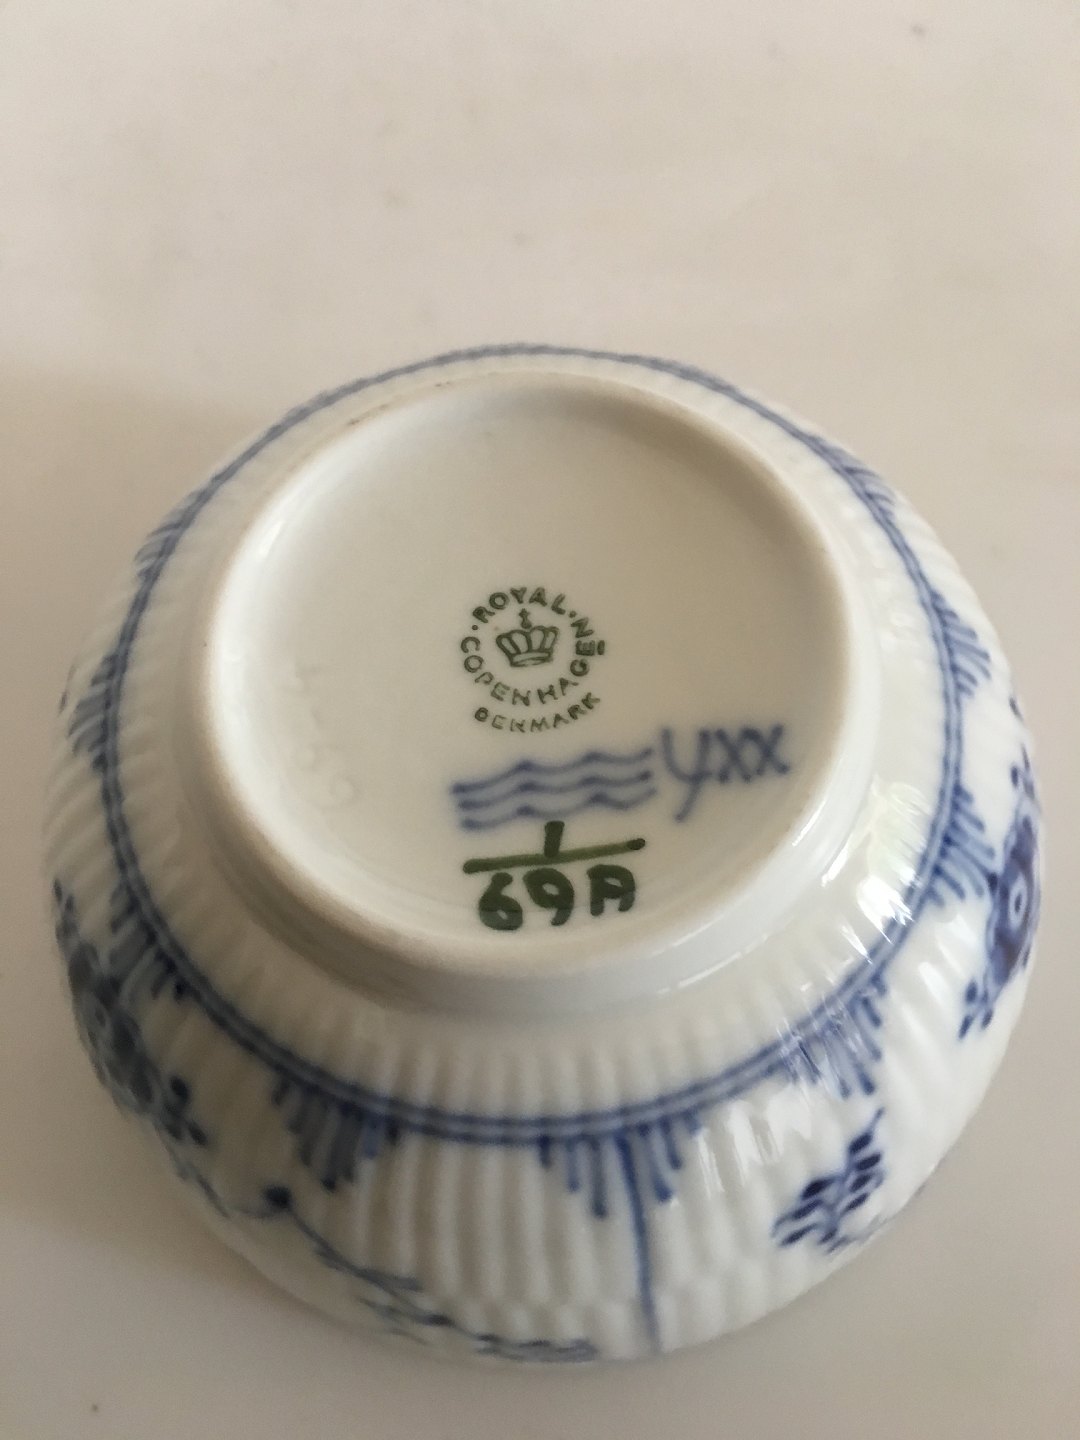 ROYAL
COPENHAGEN
DENMARK
yxx
1
69A